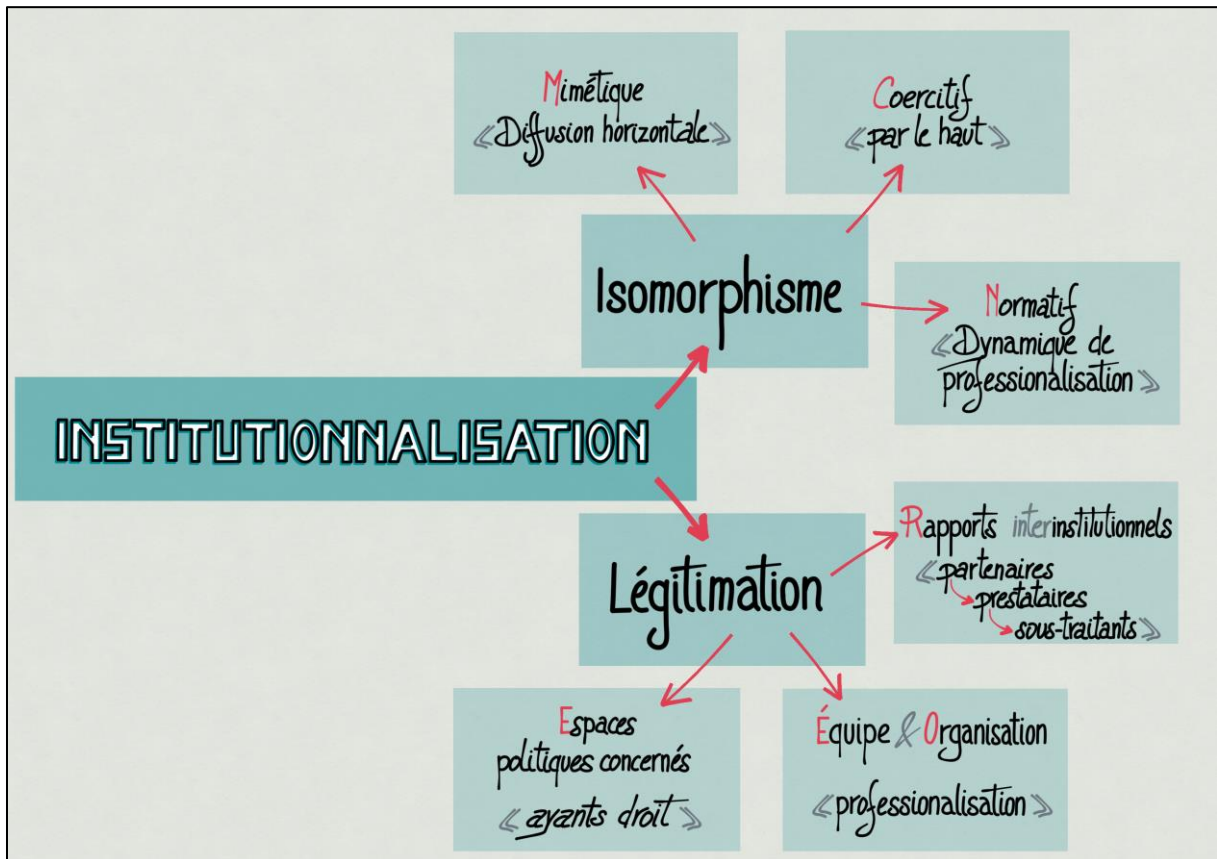 Mimétique
« Diffusion horizontale »
Coercitif
« par le haut »
Isomorphisme
Normatif
« Dynamique de
professionalisation »
INSTITUTIONNALISATION
Légitimation
Rapports interinstitutionnels
« partenaires
prestataires
sous-traitants »
Espaces
politiques concernés
« ayants droit »
Équipe & Organisation
« professionalisation »